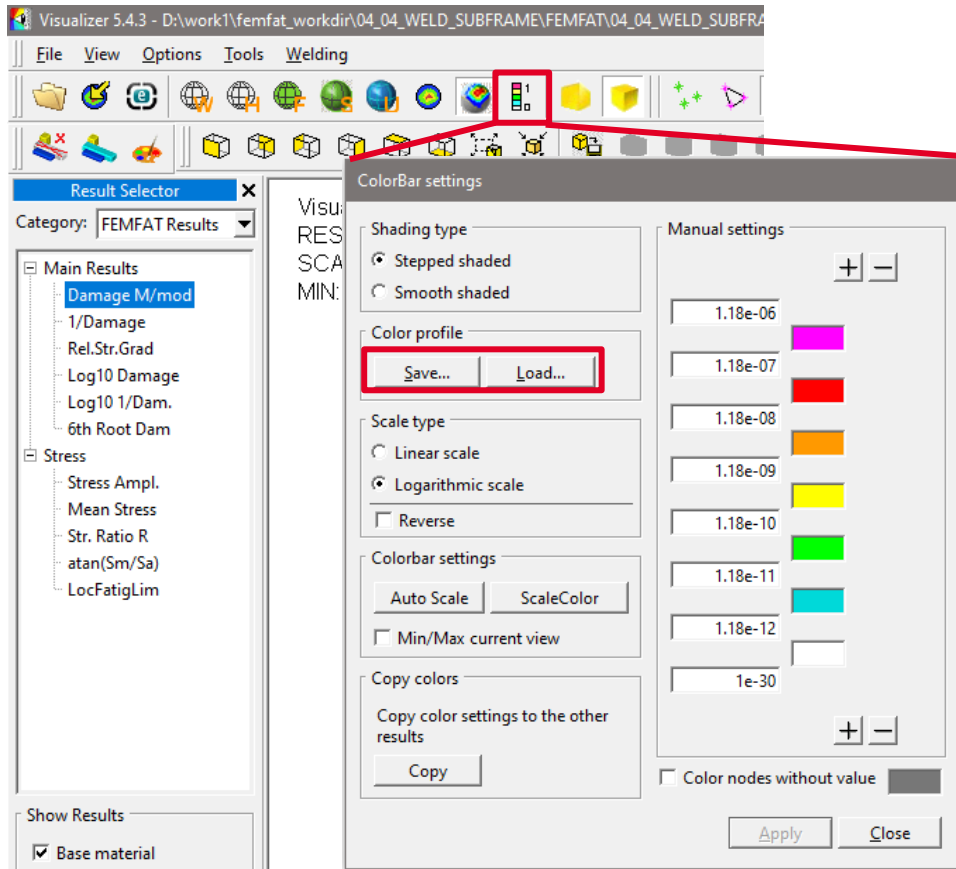 Visualizer 5.4.3 - D:\work1\femfat_workdir\04_04_WELD_SUBFRAME\FEMFAT\04_04_WELD_SUBFRA
File View Options Tools Welding
1
0
Result Selector
Category: FEMFAT Results
Main Results
Damage M/mod
1/Damage
Rel.Str.Grad
Log10 Damage
Log10 1/Dam.
6th Root Dam
Stress
Stress Ampl.
Mean Stress
Str. Ratio R
atan(Sm/Sa)
LocFatigLim
Show Results
Base material
Visu
RES
SCA
MIN:
ColorBar settings
Shading type
Stepped shaded
Smooth shaded
Color profile
Save... Load...
Scale type
Linear scale
Logarithmic scale
Reverse
Colorbar settings
Auto Scale ScaleColor
Min/Max current view
Copy colors
Copy color settings to the other
results
Copy
Manual settings
+ −
1.18e-06
1.18e-07
1.18e-08
1.18e-09
1.18e-10
1.18e-11
1.18e-12
1e-30
+ −
Color nodes without value
Apply Close